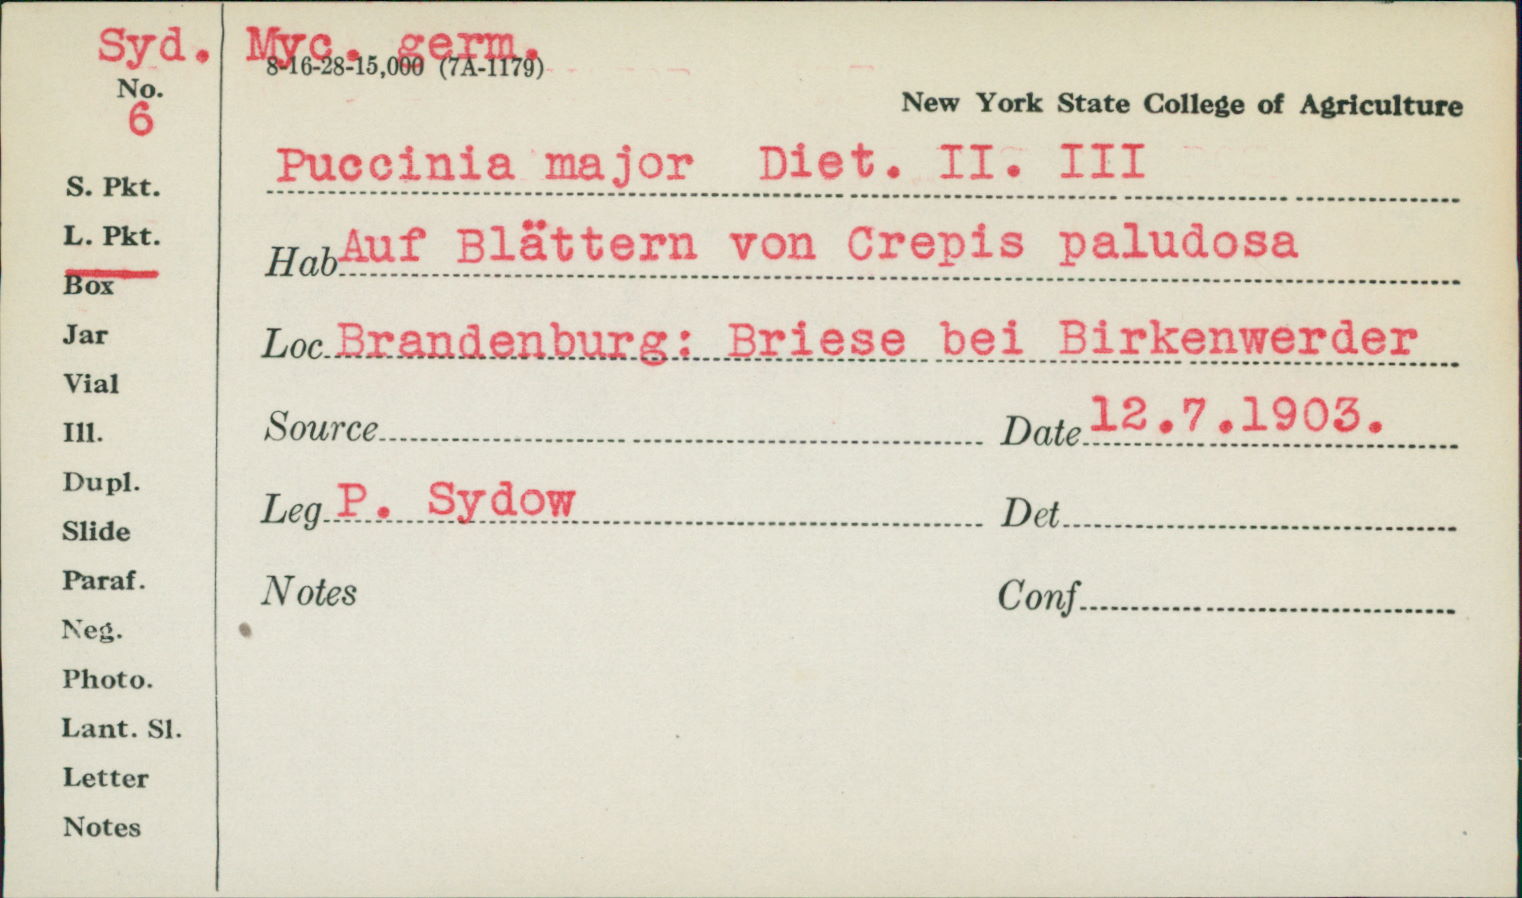 Syd. Myc. germ.
8-16-28-15,000 (7A-1179)
No.
6
New York State College of Agriculture
Puccinia major Diet. II. III
S. Pkt.
L. Pkt.
Hab Auf Blättern von Crepis paludosa
Box
Jar
Loc. Brandenburg: Briese bei Birkenwerder
Vial
Ill.
Source Date 12.7.1903.
Dupl.
Slide
Leg. P. Sydow Det.
Paraf.
Notes Conf.
Neg.
Photo.
Lant. Sl.
Letter
Notes